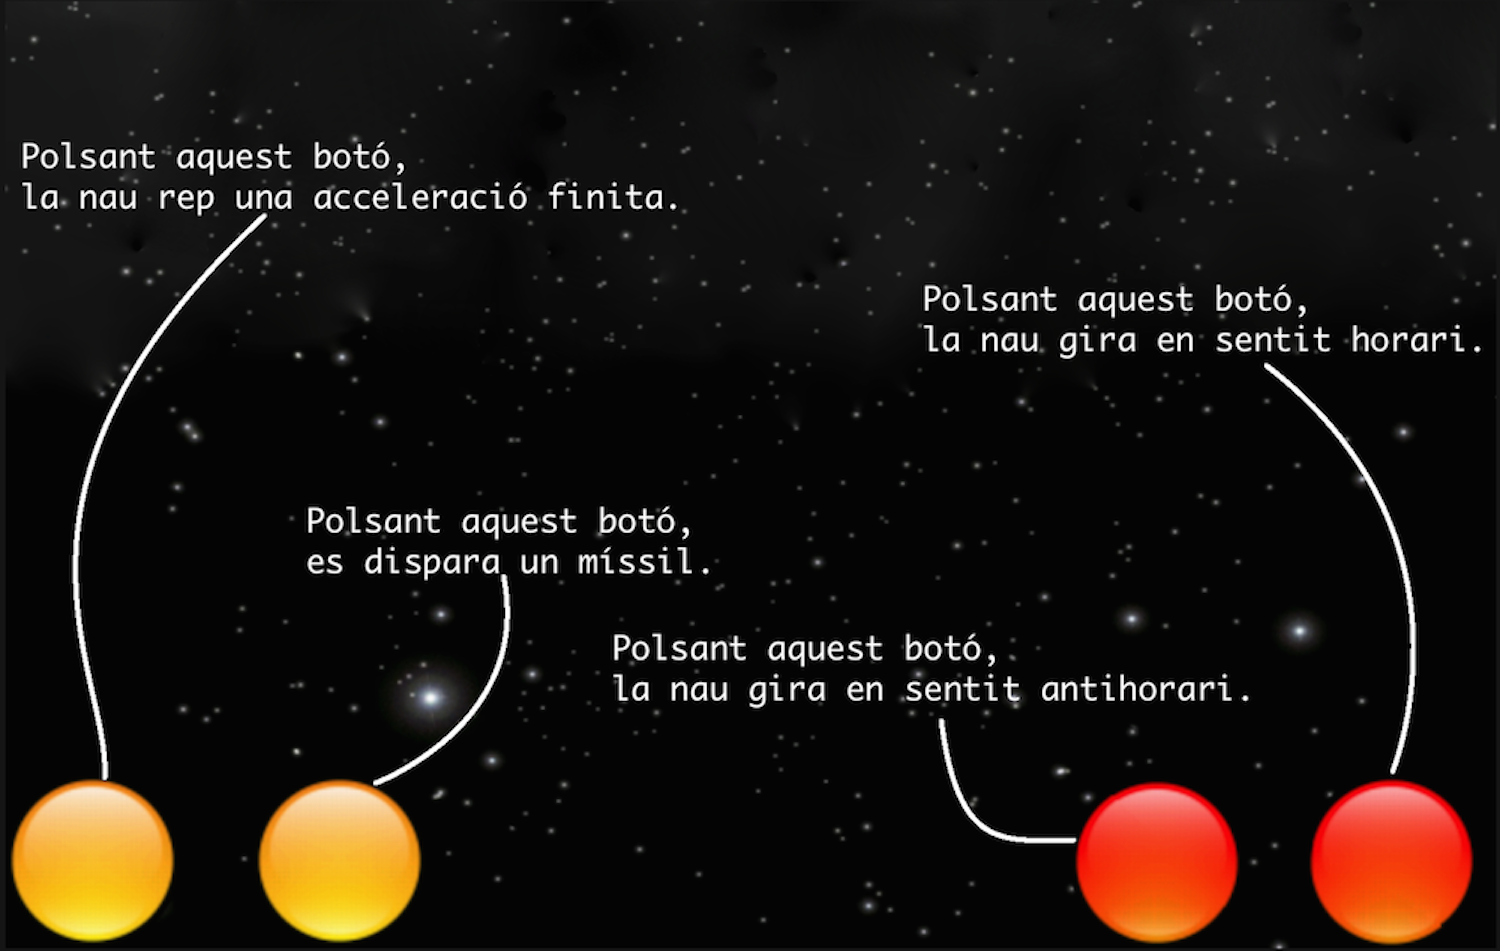 Polsant aquest botó,
la nau rep una acceleració finita.
Polsant aquest botó,
la nau gira en sentit horari.
Polsant aquest botó,
es dispara un míssil.
Polsant aquest botó,
la nau gira en sentit antihorari.